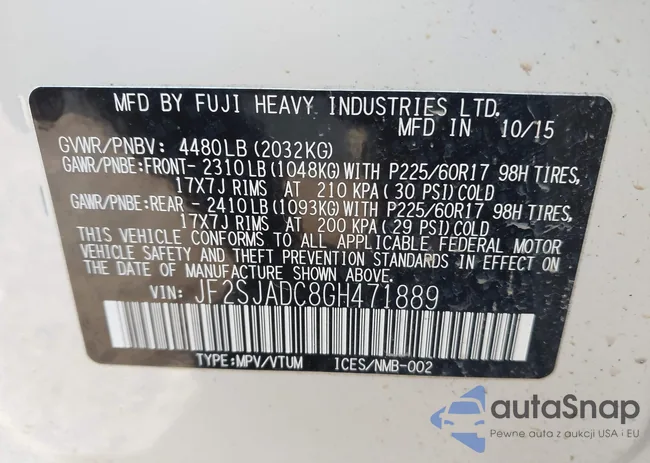 MFD BY FUJI HEAVY INDUSTRIES LTD.
MFD IN 10/15
GVWR/PNBV: 4480LB(2032KG)
GAWR/PNBE:FRONT- 2310LB(1048KG)WITH P225/60R17 98H TIRES,
17X7J RIMS AT 210 KPA(30 PSI)COLD
GAWR/PNBE:REAR - 2410LB(1093KG)WITH P225/60R17 98H TIRES,
17X7J RIMS AT 200 KPA(29 PSI)COLD
THIS VEHICLE CONFORMS TO ALL APPLICABLE FEDERAL MOTOR
VEHICLE SAFETY AND THEFT PREVENTION STANDARDS IN EFFECT
ON THE DATE OF MANUFACTURE SHOWN ABOVE.
VIN: JF2SJADC8GH471889
TYPE:MPV/VTUM ICES/NMB-002
autaSnap
Pewne auta z aukcji USA i EU